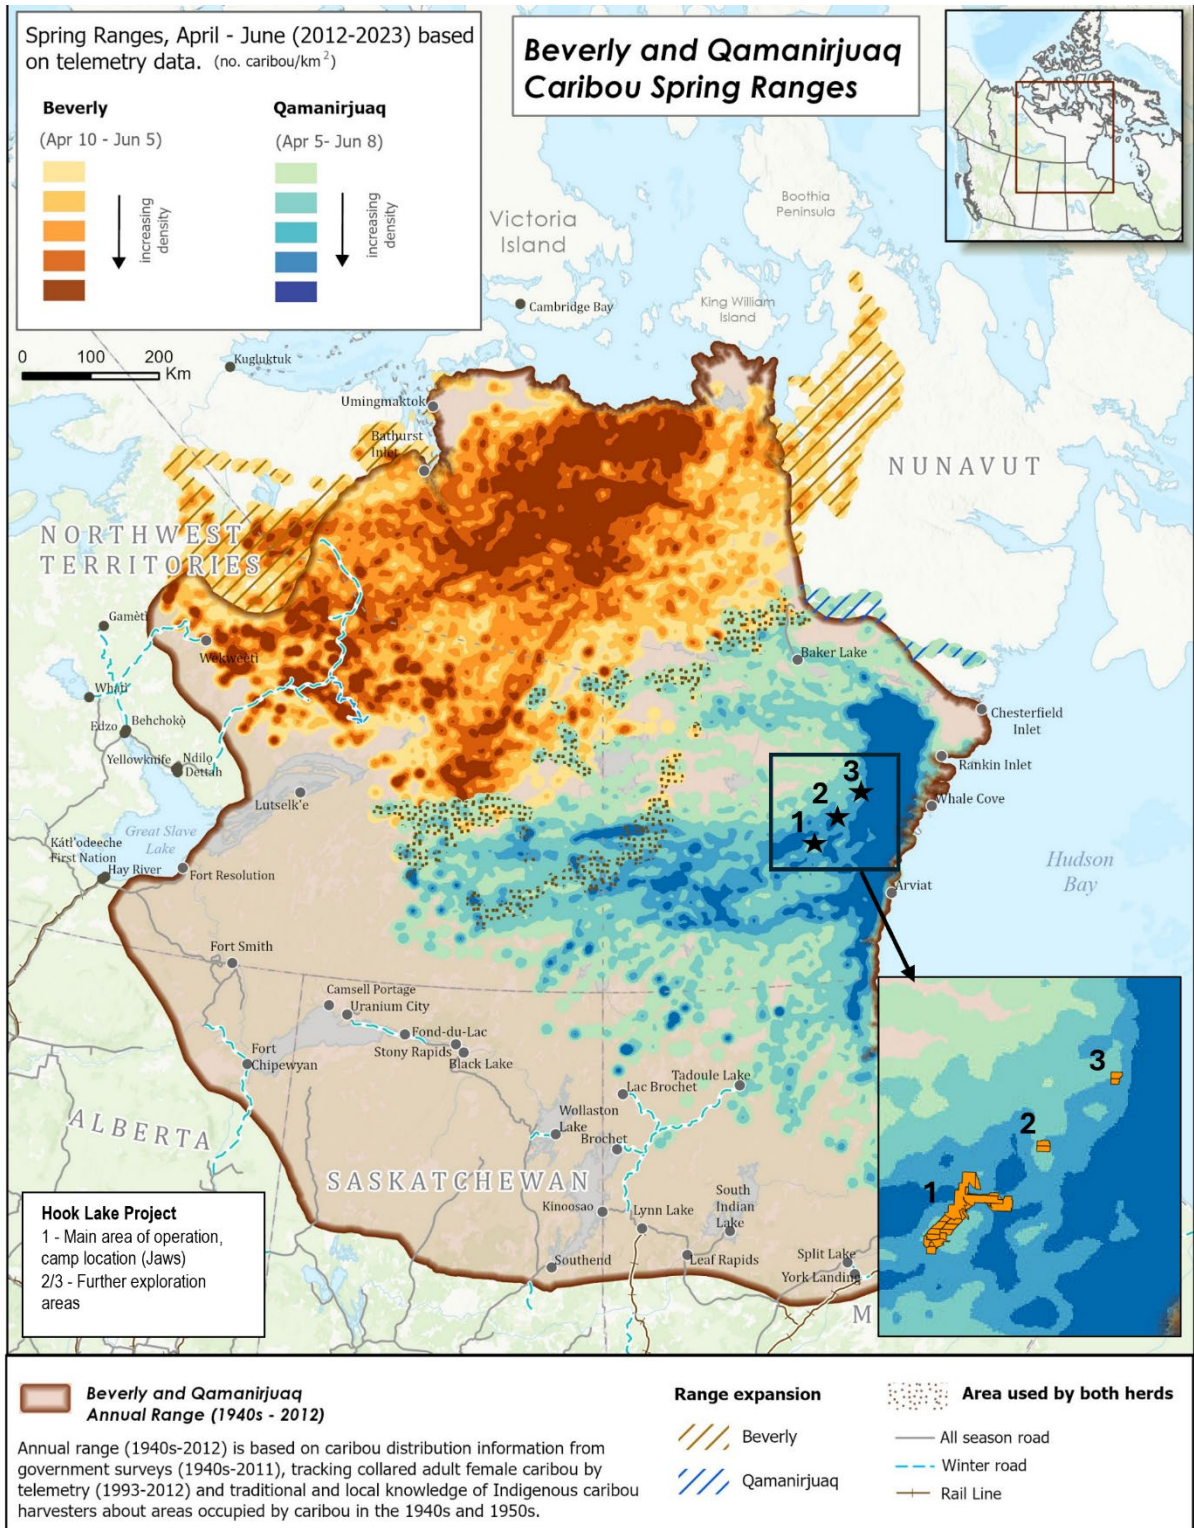 Spring Ranges, April - June (2012-2023) based
on telemetry data. (no. caribou/km²)
Beverly
(Apr 10 - Jun 5)
increasing
density
Qamanirjuaq
(Apr 5- Jun 8)
increasing
density
Beverly and Qamanirjuaq
Caribou Spring Ranges
0 100 200
Km
Victoria
Island
Boothia
Peninsula
Cambridge Bay
King William
Island
Kugluktuk
Umingmaktok
Bathurst
Inlet
NUNAVUT
NORTHWEST
TERRITORIES
Gamètì
Wekweètì
Whatì
Edzo
Behchokǫ̀
Yellowknife
Ndilo
Dettah
Baker Lake
Chesterfield
Inlet
Rankin Inlet
Whale Cove
3
2
1
Lutselk'e
Great Slave
Lake
Kátł'odeeche
First Nation
Hay River
Fort Resolution
Hudson
Bay
Arviat
Fort Smith
Camsell Portage
Uranium City
Fond-du-Lac
Stony Rapids
Black Lake
Fort
Chipewyan
Tadoule Lake
Lac Brochet
Wollaston
Lake
Brochet
ALBERTA
SASKATCHEWAN
Kinoosao
South
Indian
Lake
Lynn Lake
Leaf Rapids
Southend
Split Lake
York Landing
M
3
2
1
Hook Lake Project
1 - Main area of operation,
camp location (Jaws)
2/3 - Further exploration
areas
Beverly and Qamanirjuaq
Annual Range (1940s - 2012)
Annual range (1940s-2012) is based on caribou distribution information from
government surveys (1940s-2011), tracking collared adult female caribou by
telemetry (1993-2012) and traditional and local knowledge of Indigenous caribou
harvesters about areas occupied by caribou in the 1940s and 1950s.
Range expansion
Beverly
Qamanirjuaq
Area used by both herds
All season road
Winter road
Rail Line